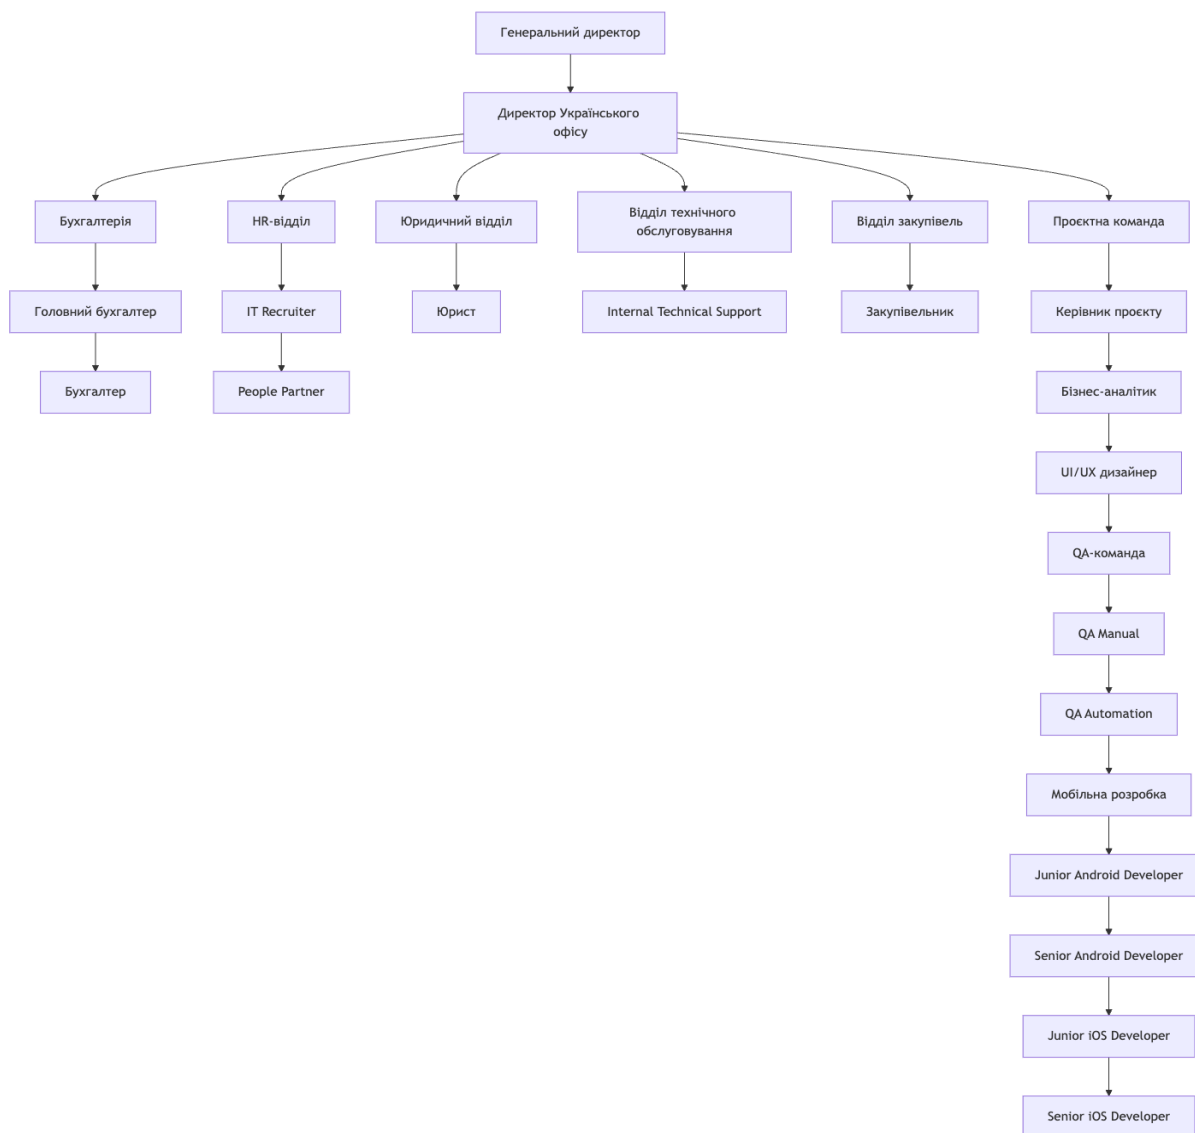 Генеральний директор
Директор Українського
офісу
Бухгалтерія
HR-відділ
Юридичний відділ
Відділ технічного
обслуговування
Відділ закупівель
Проєктна команда
Головний бухгалтер
IT Recruiter
Юрист
Internal Technical Support
Закупівельник
Керівник проєкту
Бухгалтер
People Partner
Бізнес-аналітик
UI/UX дизайнер
QA-команда
QA Manual
QA Automation
Мобільна розробка
Junior Android Developer
Senior Android Developer
Junior iOS Developer
Senior iOS Developer